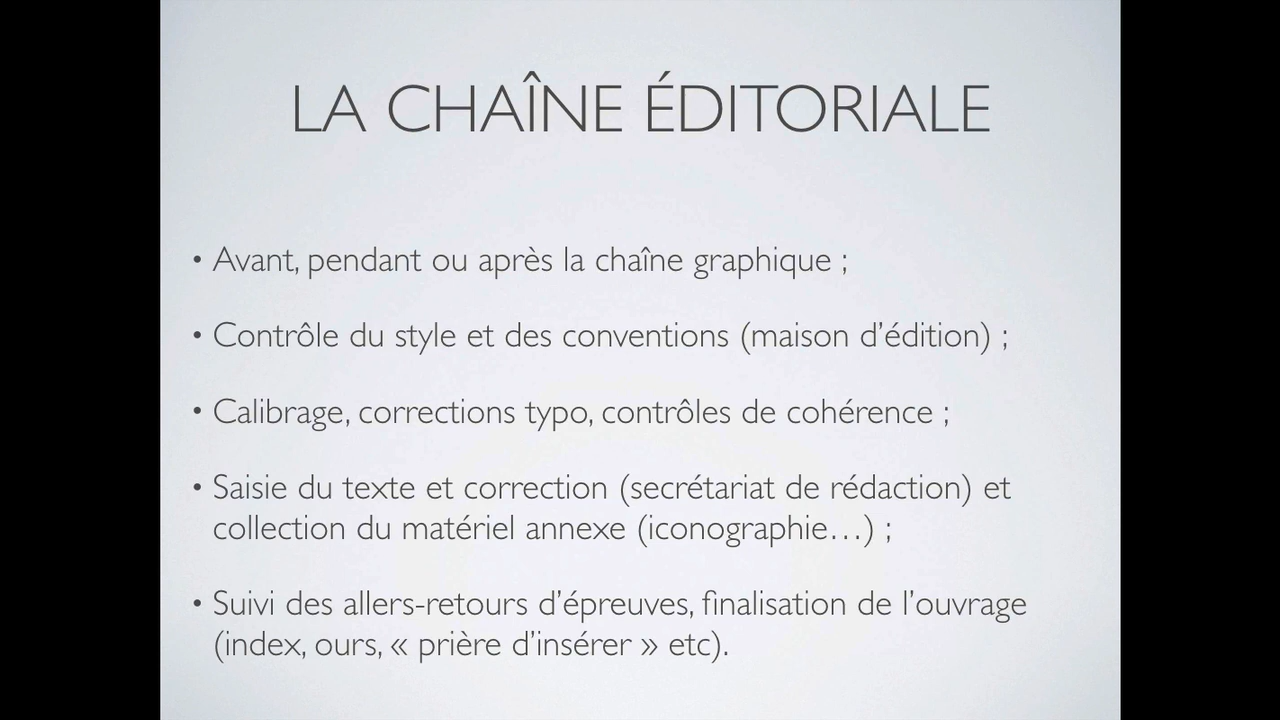 LA CHAÎNE ÉDITORIALE
• Avant, pendant ou après la chaîne graphique ;
• Contrôle du style et des conventions (maison d’édition) ;
• Calibrage, corrections typo, contrôles de cohérence ;
• Saisie du texte et correction (secrétariat de rédaction) et
collection du matériel annexe (iconographie…) ;
• Suivi des allers-retours d’épreuves, finalisation de l’ouvrage
(index, ours, « prière d’insérer » etc).